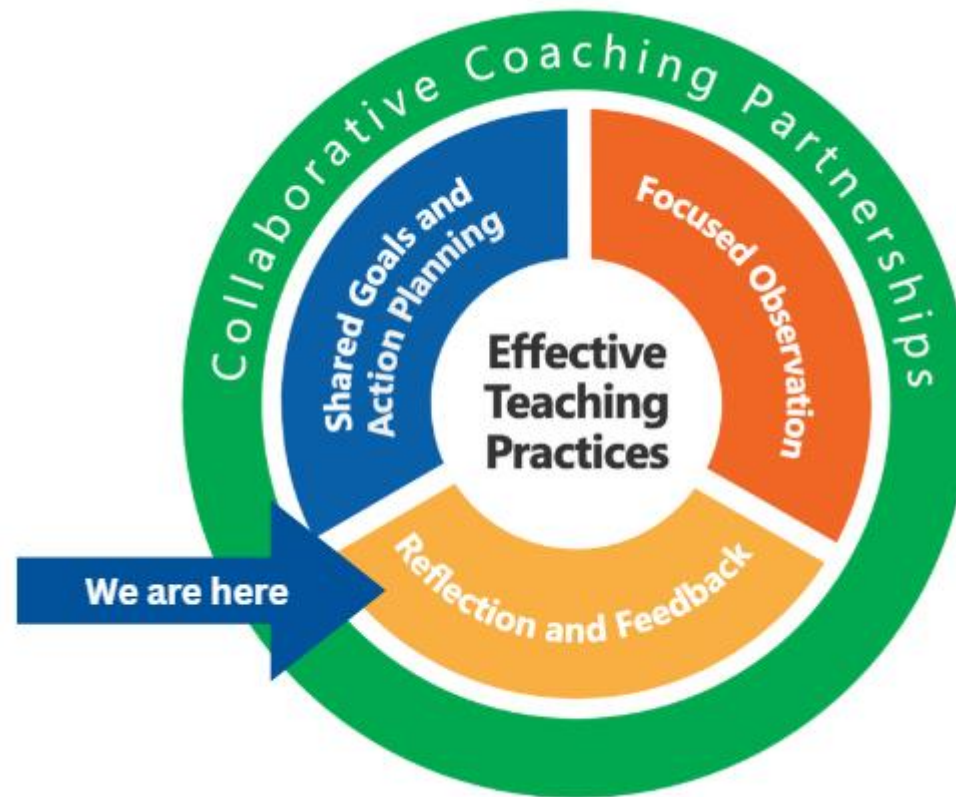 Collaborative Coaching Partnerships
Shared Goals and
Action Planning
Focused Observation
Effective
Teaching
Practices
Reflection and Feedback
We are here